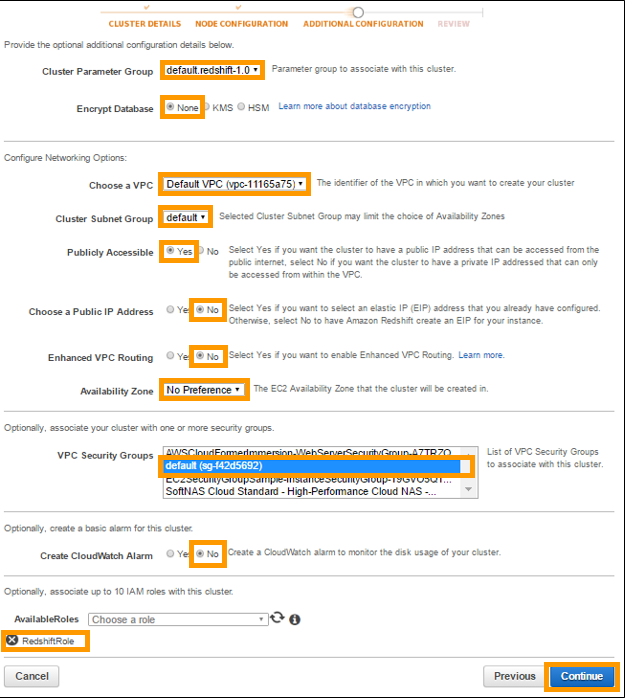 CLUSTER DETAILS NODE CONFIGURATION ADDITIONAL CONFIGURATION REVIEW
Provide the optional additional configuration details below.
Cluster Parameter Group default.redshift-1.0 Parameter group to associate with this cluster.
Encrypt Database None KMS HSM Learn more about database encryption
Configure Networking Options:
Choose a VPC Default VPC (vpc-11165a75) The identifier of the VPC in which you want to create your cluster
Cluster Subnet Group default Selected Cluster Subnet Group may limit the choice of Availability Zones
Publicly Accessible Yes No Select Yes if you want the cluster to have a public IP address that can be accessed from the
public internet, select No if you want the cluster to have a private IP addressed that can only
be accessed from within the VPC.
Choose a Public IP Address Yes No Select Yes if you want to select an elastic IP (EIP) address that you already have configured.
Otherwise, select No to have Amazon Redshift create an EIP for your instance.
Enhanced VPC Routing Yes No Select Yes if you want to enable Enhanced VPC Routing. Learn more.
Availability Zone No Preference The EC2 Availability Zone that the cluster will be created in.
Optionally, associate your cluster with one or more security groups.
VPC Security Groups List of VPC Security Groups
to associate with this cluster.
default (sg-f42d5692)
SoftNAS Cloud Standard - High-Performance Cloud NAS -...
Optionally, create a basic alarm for this cluster.
Create CloudWatch Alarm Yes No Create a CloudWatch alarm to monitor the disk usage of your cluster.
Optionally, associate up to 10 IAM roles with this cluster.
AvailableRoles Choose a role
RedshiftRole
Cancel Previous Continue